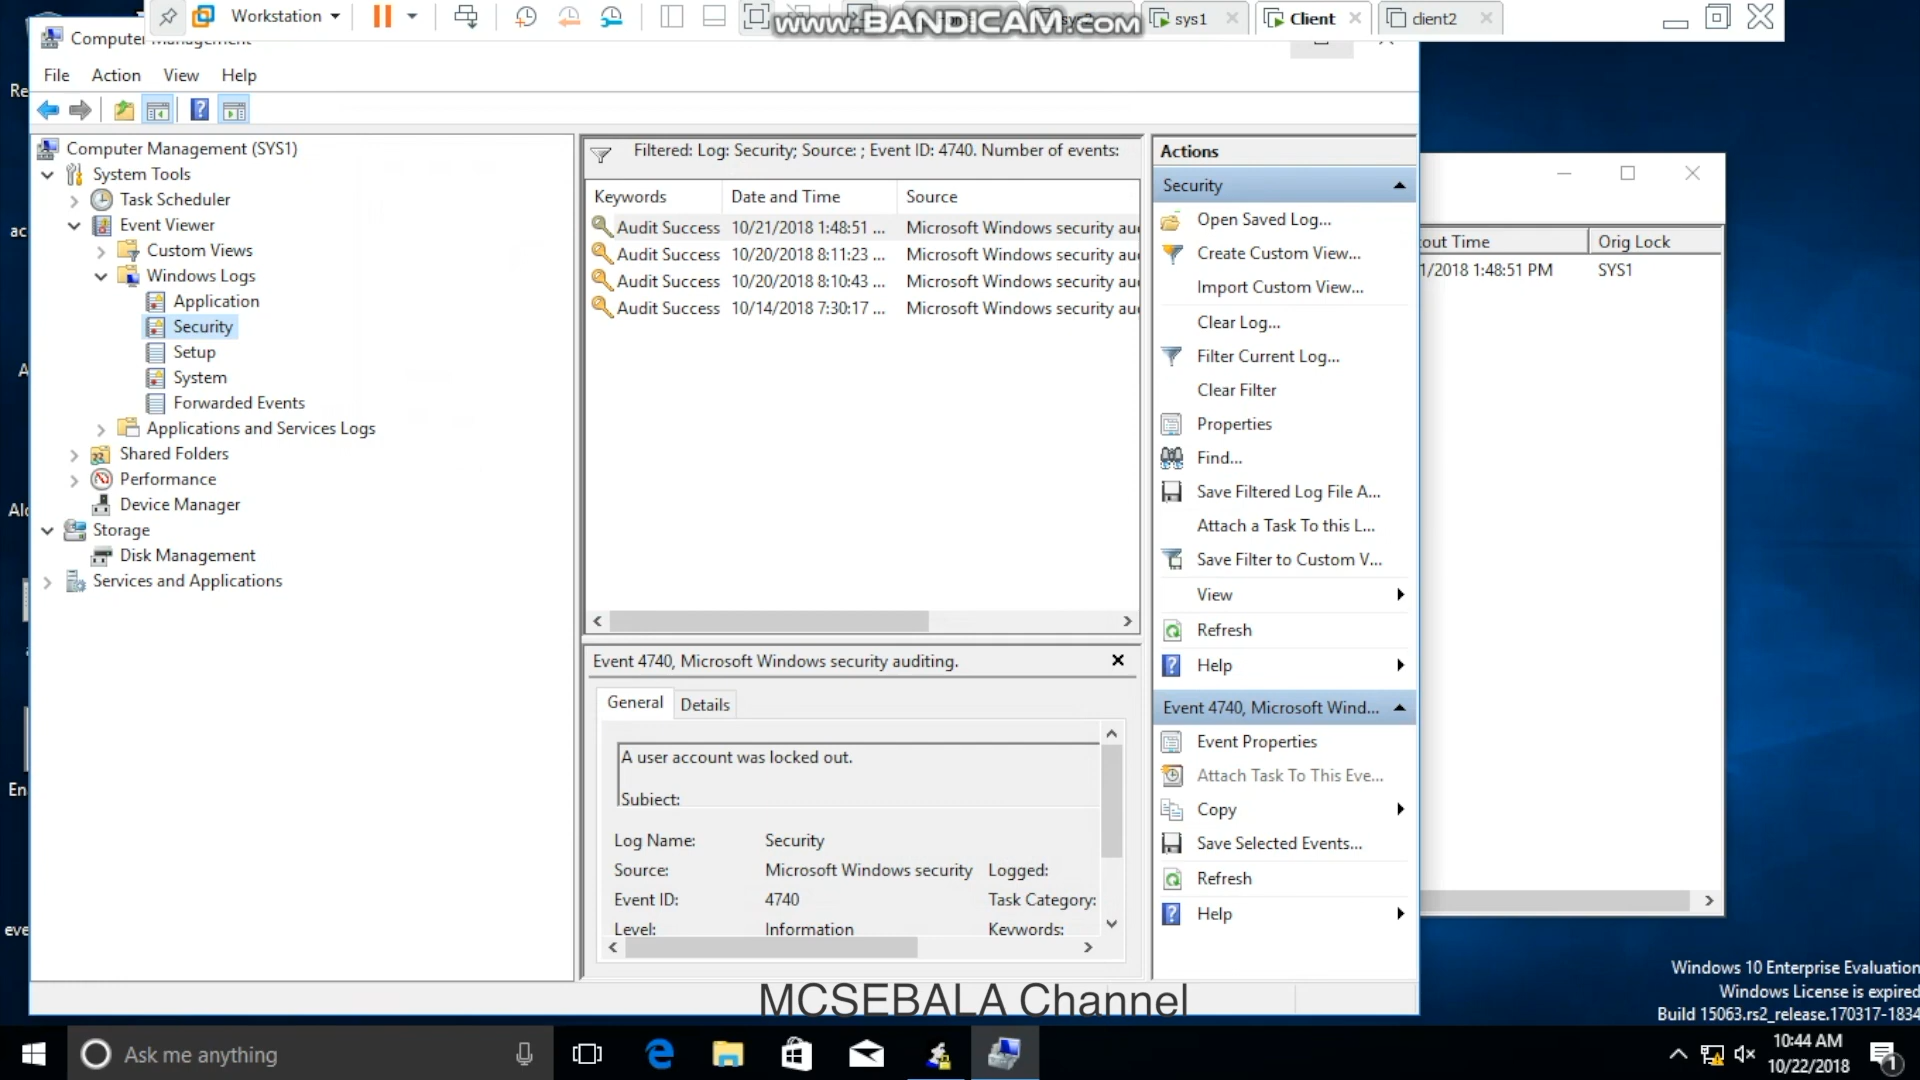 Workstation
www.BANDICAM.com
sys1
Client
client2
File Action View Help
Computer Management (SYS1)
System Tools
Task Scheduler
Event Viewer
Custom Views
Windows Logs
Application
Security
Setup
System
Forwarded Events
Applications and Services Logs
Shared Folders
Performance
Device Manager
Storage
Disk Management
Services and Applications
Filtered: Log: Security; Source: ; Event ID: 4740. Number of events:
Keywords Date and Time Source
Audit Success 10/21/2018 1:48:51 ... Microsoft Windows security au
Audit Success 10/20/2018 8:11:23 ... Microsoft Windows security au
Audit Success 10/20/2018 8:10:43 ... Microsoft Windows security au
Audit Success 10/14/2018 7:30:17 ... Microsoft Windows security au
Event 4740, Microsoft Windows security auditing.
General Details
A user account was locked out.
Subject:
Log Name: Security
Source: Microsoft Windows security Logged:
Event ID: 4740 Task Category:
Level: Information Keywords:
Actions
Security
Open Saved Log...
Create Custom View...
Import Custom View...
Clear Log...
Filter Current Log...
Clear Filter
Properties
Find...
Save Filtered Log File A...
Attach a Task To this L...
Save Filter to Custom V...
View
Refresh
Help
Event 4740, Microsoft Wind...
Event Properties
Attach Task To This Eve...
Copy
Save Selected Events...
Refresh
Help
out Time Orig Lock
1/2018 1:48:51 PM SYS1
MCSEBALA Channel
Windows 10 Enterprise Evaluation
Windows License is expired
Build 15063.rs2_release.170317-1834
Ask me anything
10:44 AM
10/22/2018
1